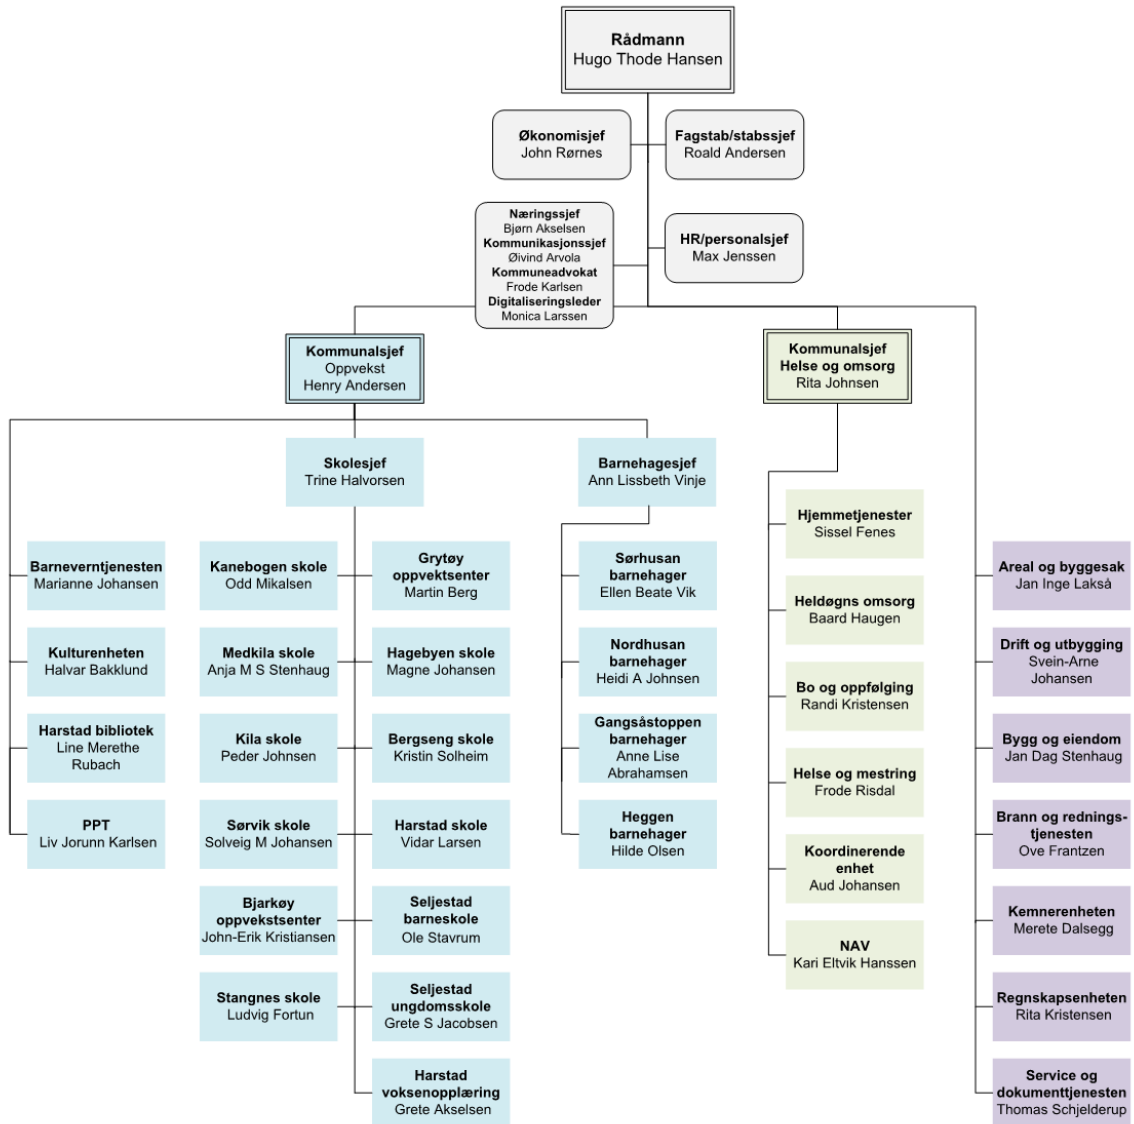 Rådmann
Hugo Thode Hansen
Økonomisjef
John Rørnes
Fagstab/stabssjef
Roald Andersen
Næringssjef
Bjørn Akselsen
Kommunikasjonssjef
Øivind Arvola
Kommuneadvokat
Frode Karlsen
Digitaliseringsleder
Monica Larssen
HR/personalsjef
Max Jenssen
Kommunalsjef
Oppvekst
Henry Andersen
Kommunalsjef
Helse og omsorg
Rita Johnsen
Skolesjef
Trine Halvorsen
Barnehagesjef
Ann Lissbeth Vinje
Barneverntjenesten
Marianne Johansen
Kulturenheten
Halvar Bakklund
Harstad bibliotek
Line Merethe
Rubach
PPT
Liv Jorunn Karlsen
Kanebogen skole
Odd Mikalsen
Medkila skole
Anja M S Stenhaug
Kila skole
Peder Johnsen
Sørvik skole
Solveig M Johansen
Bjarkøy
oppvekstsenter
John-Erik Kristiansen
Stangnes skole
Ludvig Fortun
Grytøy
oppvektsenter
Martin Berg
Hagebyen skole
Magne Johansen
Bergseng skole
Kristin Solheim
Harstad skole
Vidar Larsen
Seljestad
barneskole
Ole Stavrum
Seljestad
ungdomsskole
Grete S Jacobsen
Harstad
voksenopplæring
Grete Akselsen
Sørhusan
barnehager
Ellen Beate Vik
Nordhusan
barnehager
Heidi A Johnsen
Gangsåstoppen
barnehager
Anne Lise
Abrahamsen
Heggen
barnehager
Hilde Olsen
Hjemmetjenester
Sissel Fenes
Heldøgns omsorg
Baard Haugen
Bo og oppfølging
Randi Kristensen
Helse og mestring
Frode Risdal
Koordinerende
enhet
Aud Johansen
NAV
Kari Eltvik Hanssen
Areal og byggesak
Jan Inge Lakså
Drift og utbygging
Svein-Arne
Johansen
Bygg og eiendom
Jan Dag Stenhaug
Brann og rednings-
tjenesten
Ove Frantzen
Kemnerenheten
Merete Dalsegg
Regnskapsenheten
Rita Kristensen
Service og
dokumenttjenesten
Thomas Schjelderup